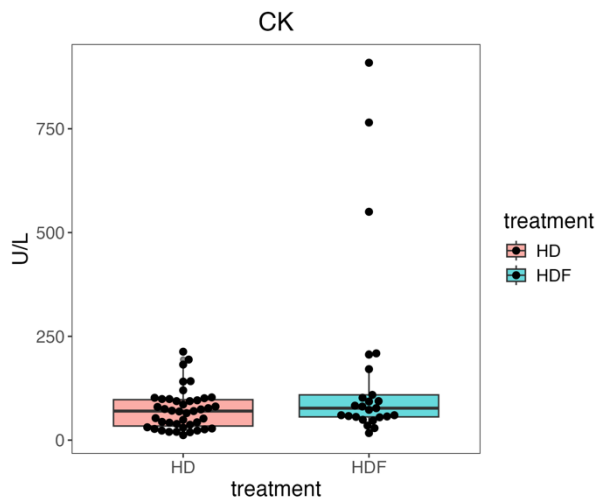 CK
U/L
750
500
250
0
HD
HDF
treatment
treatment
HD
HDF